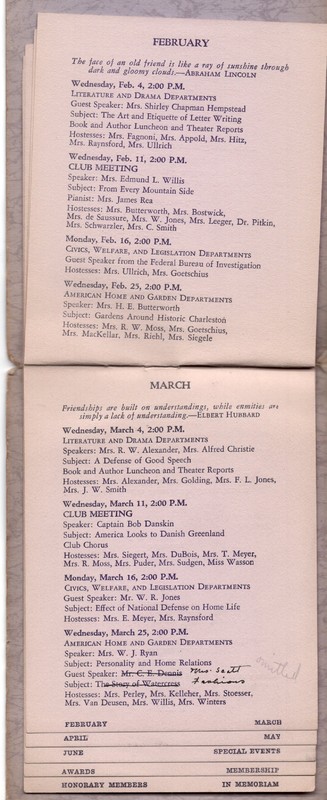 FEBRUARY
The face of an old friend is like a ray of sunshine through
dark and gloomy clouds.—ABRAHAM LINCOLN
Wednesday, Feb. 4, 2:00 P.M.
LITERATURE AND DRAMA DEPARTMENTS
Guest Speaker: Mrs. Shirley Chapman Hempstead
Subject: The Art and Etiquette of Letter Writing
Book and Author Luncheon and Theater Reports
Hostesses: Mrs. Fagnoni, Mrs. Appold, Mrs. Hitz,
Mrs. Raynsford, Mrs. Ullrich
Wednesday, Feb. 11, 2:00 P.M.
CLUB MEETING
Speaker: Mrs. Edmund L. Willis
Subject: From Every Mountain Side
Pianist: Mrs. James Rea
Hostesses: Mrs. Butterworth, Mrs. Bostwick,
Mrs. de Saussure, Mrs. W. Jones, Mrs. Leeger, Dr. Pitkin,
Mrs. Schwarzler, Mrs. C. Smith
Monday, Feb. 16, 2:00 P.M.
CIVICS, WELFARE, AND LEGISLATION DEPARTMENTS
Guest Speaker from the Federal Bureau of Investigation
Hostesses: Mrs. Ullrich, Mrs. Goetschius
Wednesday, Feb. 25, 2:00 P.M.
AMERICAN HOME AND GARDEN DEPARTMENTS
Speaker: Mrs. H. E. Butterworth
Subject: Gardens Around Historic Charleston
Hostesses: Mrs. R. W. Moss, Mrs. Goetschius,
Mrs. MacKellar, Mrs. Riehl, Mrs. Siegele
MARCH
Friendships are built on understandings, while enmities are
simply a lack of understanding.—ELBERT HUBBARD
Wednesday, March 4, 2:00 P.M.
LITERATURE AND DRAMA DEPARTMENTS
Speakers: Mrs. R. W. Alexander, Mrs. Alfred Christie
Subject: A Defense of Good Speech
Book and Author Luncheon and Theater Reports
Hostesses: Mrs. Alexander, Mrs. Golding, Mrs. F. L. Jones,
Mrs. J. W. Smith
Wednesday, March 11, 2:00 P.M.
CLUB MEETING
Speaker: Captain Bob Danskin
Subject: America Looks to Danish Greenland
Club Chorus
Hostesses: Mrs. Siegert, Mrs. DuBois, Mrs. T. Meyer,
Mrs. R. Moss, Mrs. Puder, Mrs. Sudgen, Miss Wasson
Monday, March 16, 2:00 P.M.
CIVICS, WELFARE, AND LEGISLATION DEPARTMENTS
Guest Speaker: Mr. W. R. Jones
Subject: Effect of National Defense on Home Life
Hostesses: Mrs. E. Meyer, Mrs. Raynsford
Wednesday, March 25, 2:00 P.M.
AMERICAN HOME AND GARDEN DEPARTMENTS
Speaker: Mrs. W. J. Ryan
Subject: Personality and Home Relations
Guest Speaker: Mr. C. E. Dennis Mrs. Scott
omitted
Subject: The Story of Watercress Fashions
Hostesses: Mrs. Perley, Mrs. Kelleher, Mrs. Stoesser,
Mrs. Van Deusen, Mrs. Willis, Mrs. Winters
FEBRUARY MARCH
APRIL MAY
JUNE SPECIAL EVENTS
AWARDS MEMBERSHIP
HONORARY MEMBERS IN MEMORIAM